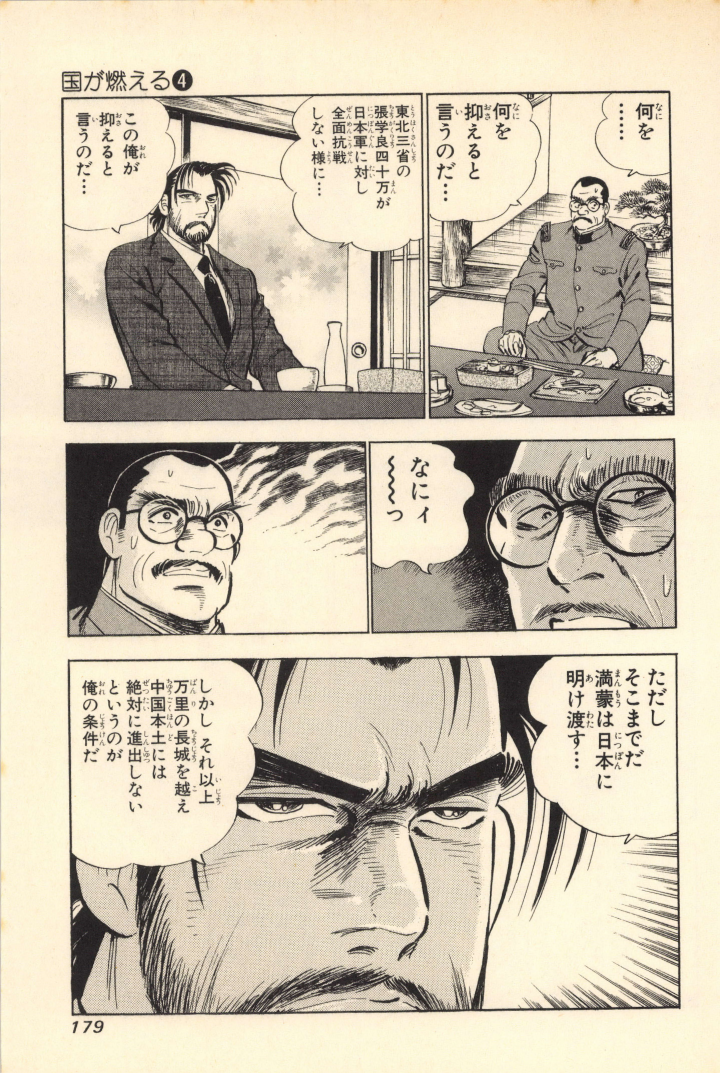 国が燃える❹
何を
……
何を
抑えると
言うのだ…
東北三省の
張学良四十万が
日本軍に対し
全面抗戦
しない様に…
この俺が
抑えると
言うのだ…
なにィ
〜〜っ
ただし
そこまでだ
満蒙は日本に
明け渡す…
しかし それ以上
万里の長城を越え
中国本土には
絶対に進出しない
というのが
俺の条件だ
179